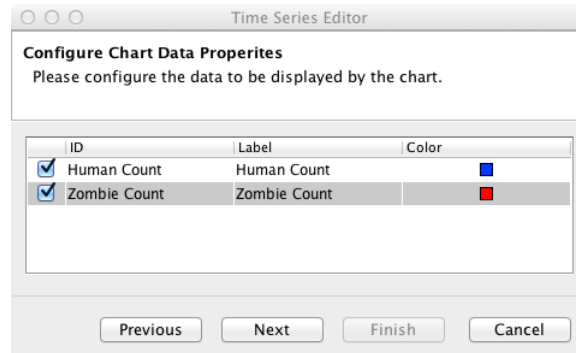 Time Series Editor
Configure Chart Data Properites
Please configure the data to be displayed by the chart.
ID Label Color
Human Count Human Count
Zombie Count Zombie Count
Previous Next Finish Cancel